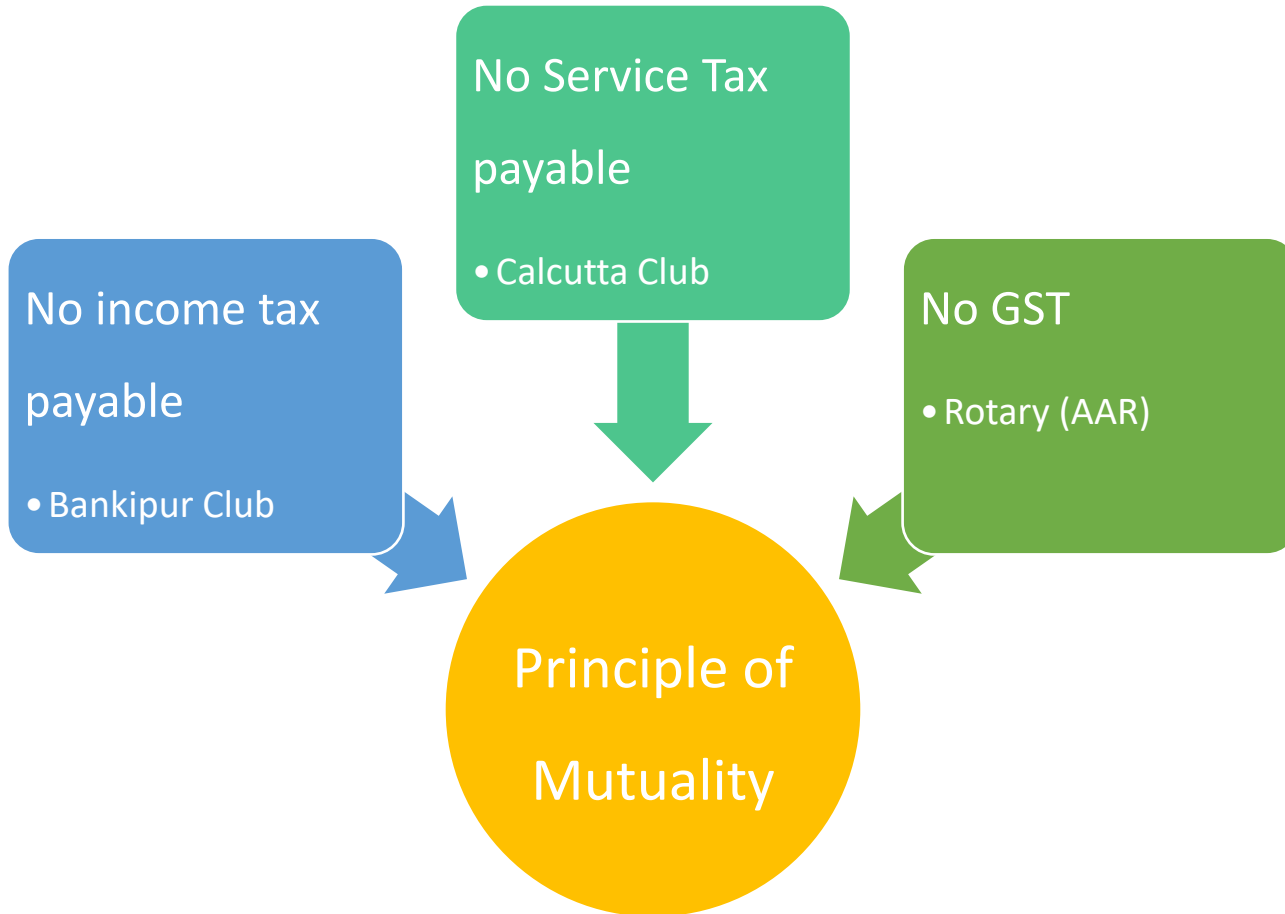 No Service Tax
payable
• Calcutta Club
No income tax
payable
• Bankipur Club
No GST
• Rotary (AAR)
Principle of
Mutuality